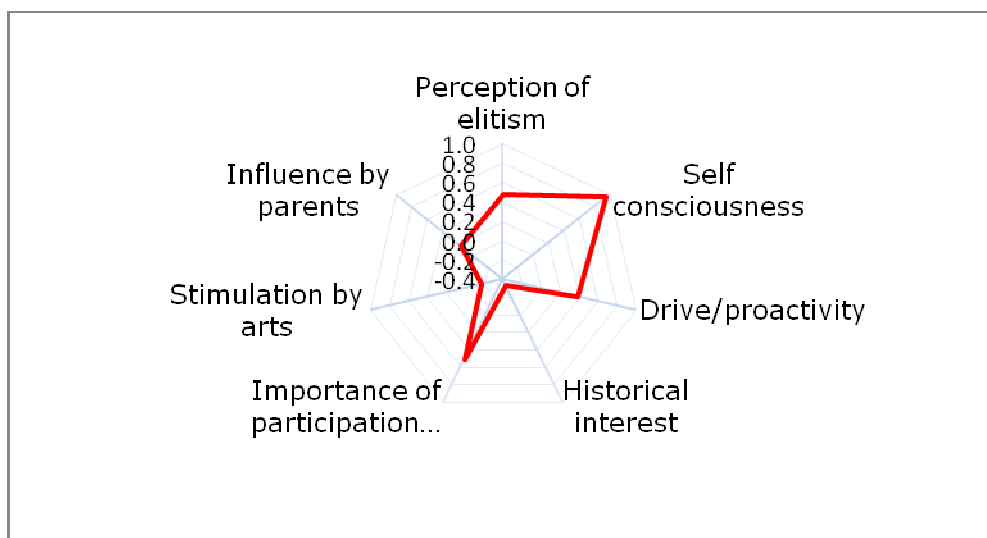 Perception of
elitism
1.0
0.8
0.6
0.4
0.2
0.0
-0.2
-0.4
Self
consciousness
Drive/proactivity
Historical
interest
Importance of
participation...
Stimulation by
arts
Influence by
parents